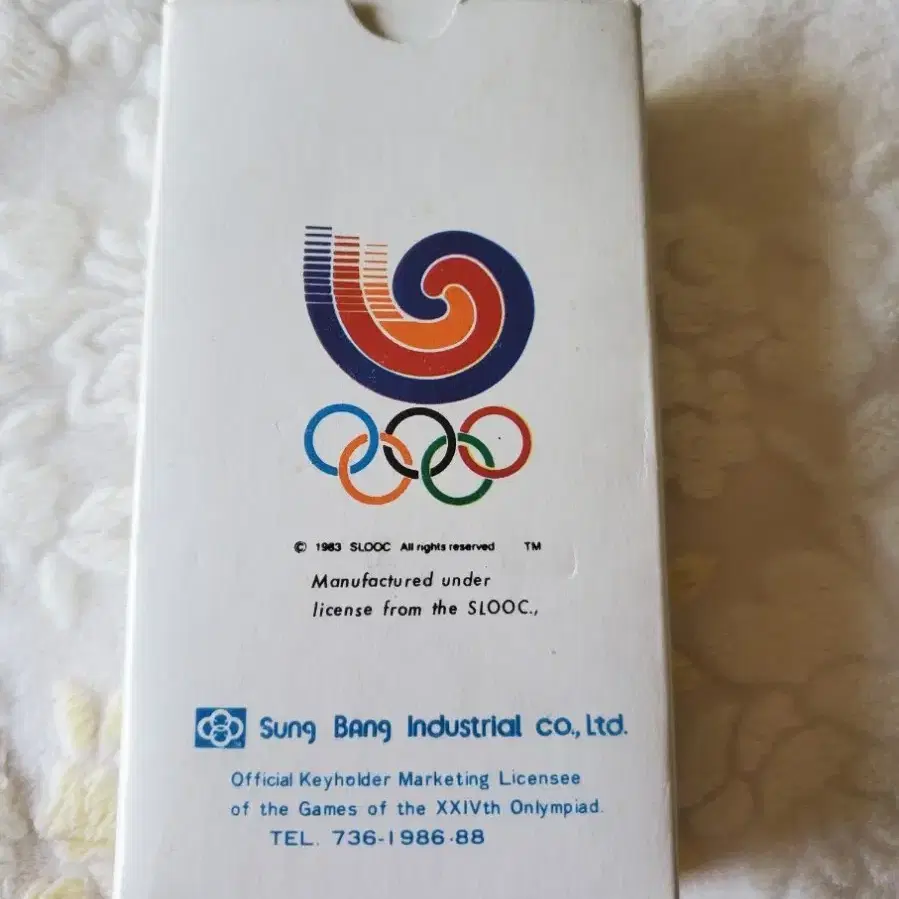 © 1983 SLOOC All rights reserved TM
Manufactured under
license from the SLOOC.,
Sung Bang Industrial co., Ltd.
Official Keyholder Marketing Licensee
of the Games of the XXIVth Onlympiad.
TEL. 736-1986·88